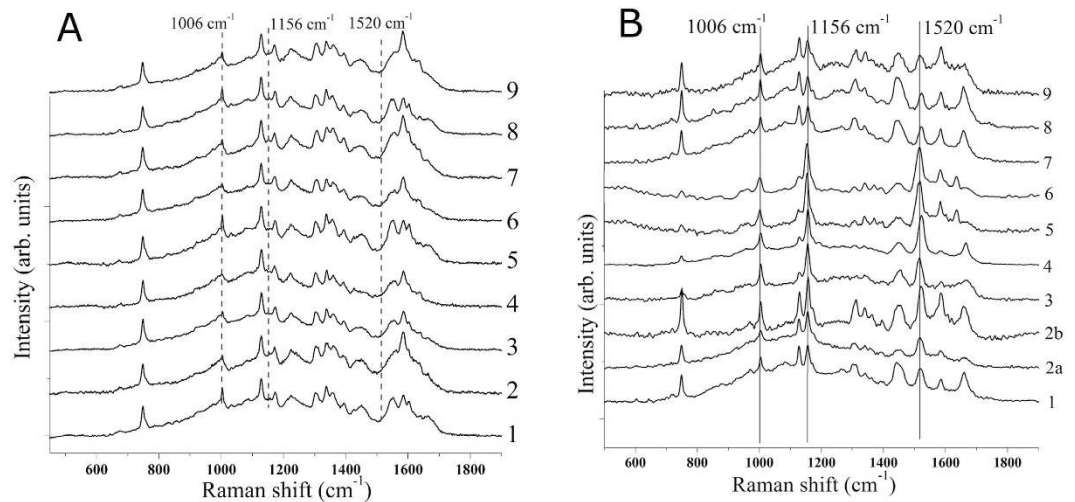 A
1006 cm⁻¹
1156 cm⁻¹
1520 cm⁻¹
9
8
7
6
5
4
3
2
1
Intensity (arb. units)
600 800 1000 1200 1400 1600 1800
Raman shift (cm⁻¹)
B
1006 cm⁻¹
1156 cm⁻¹
1520 cm⁻¹
9
8
7
6
5
4
3
2b
2a
1
Intensity (arb. units)
600 800 1000 1200 1400 1600 1800
Raman shift (cm⁻¹)